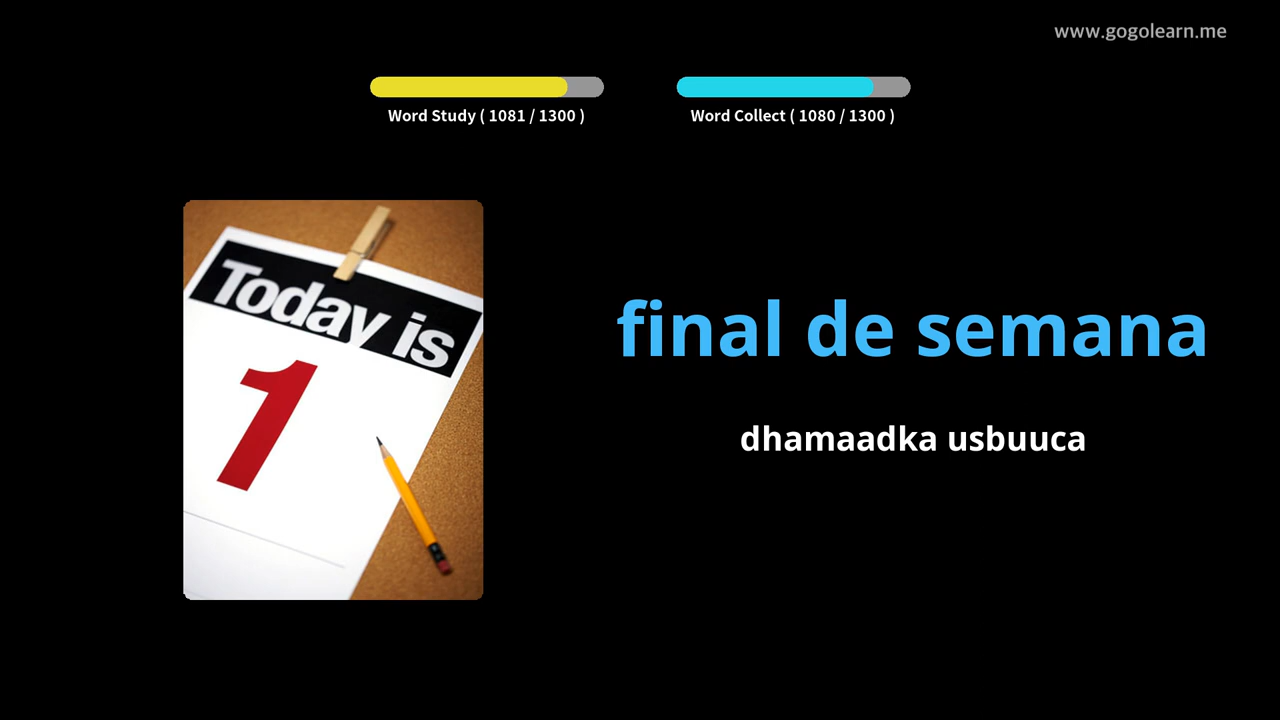 www.gogolearn.me
Word Study ( 1081 / 1300 )
Word Collect ( 1080 / 1300 )
Today is
1
final de semana
dhamaadka usbuuca